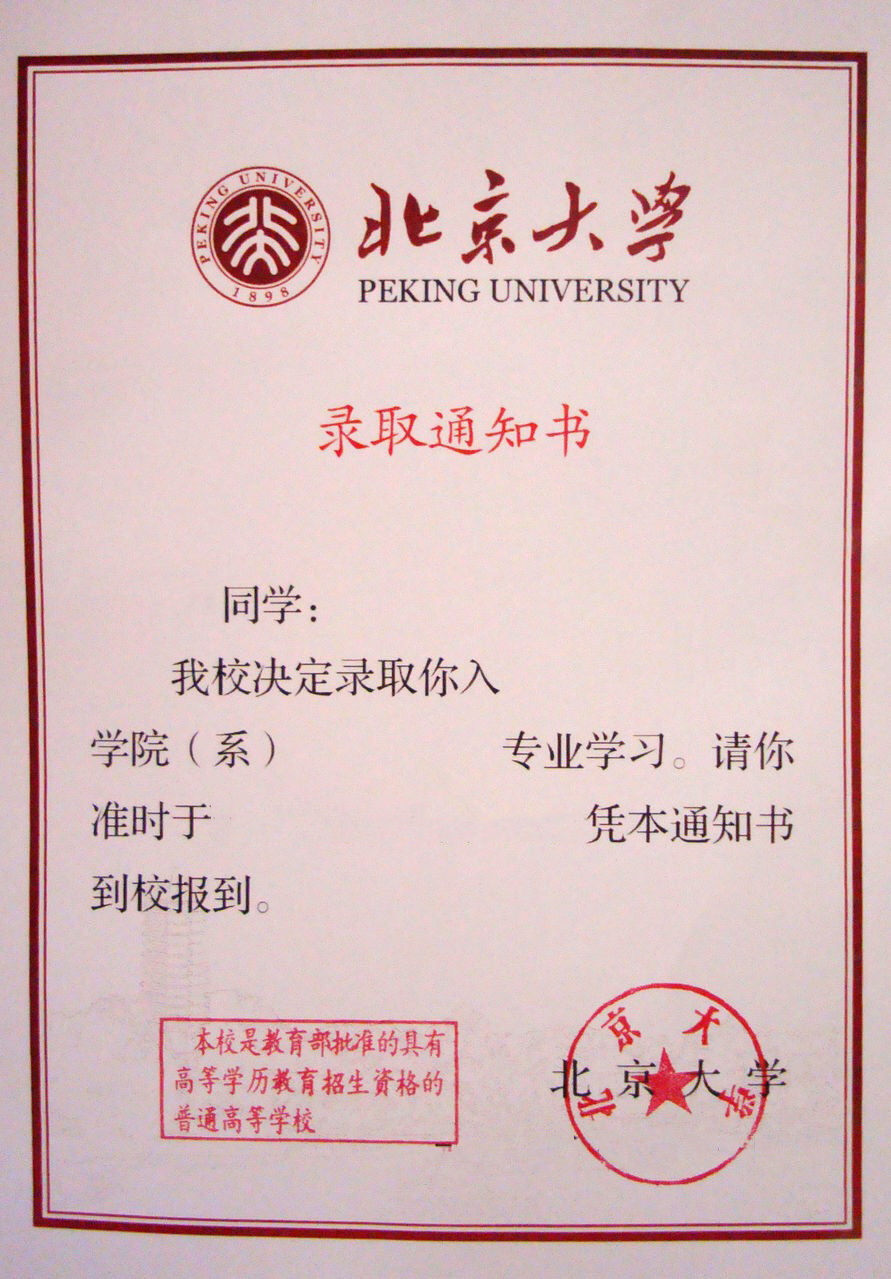 PEKING UNIVERSITY
1898
北京大学
PEKING UNIVERSITY
录取通知书
同学：
我校决定录取你入
学院（系） 专业学习。请你
准时于 凭本通知书
到校报到。
本校是教育部批准的具有
高等学历教育招生资格的
普通高等学校
北京大学
北京大学